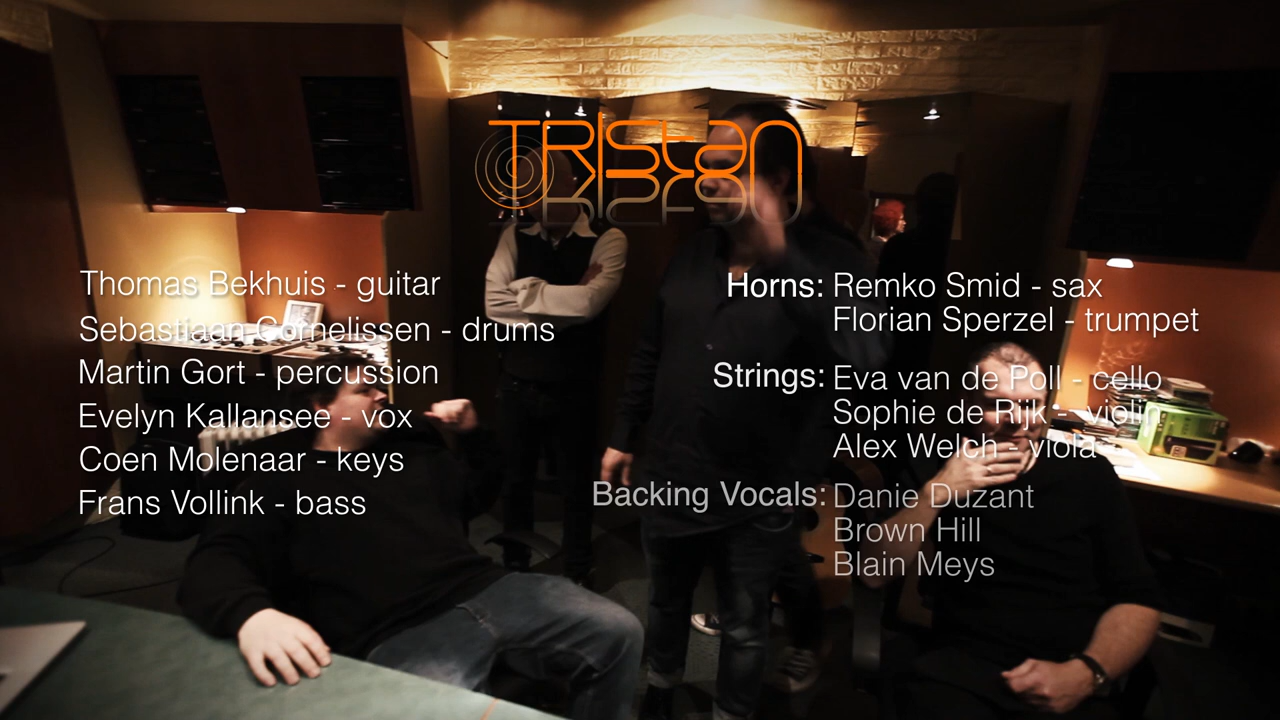 TRIStaN
Thomas Bekhuis - guitar
Sebastiaan Cornelissen - drums
Martin Gort - percussion
Evelyn Kallansee - vox
Coen Molenaar - keys
Frans Vollink - bass
Horns: Remko Smid - sax
Florian Sperzel - trumpet
Strings: Eva van de Poll - cello
Sophie de Rijk - violin
Alex Welch - viola
Backing Vocals: Danie Duzant
Brown Hill
Blain Meys